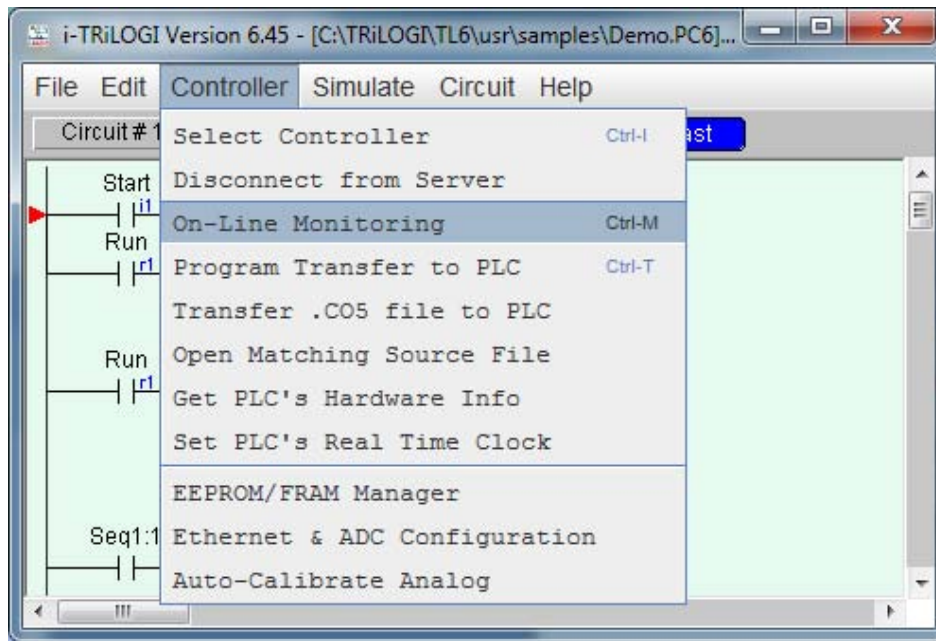 i-TRiLOGI Version 6.45 - [C:\TRiLOGI\TL6\usr\samples\Demo.PC6]...
File Edit Controller Simulate Circuit Help
Circuit # 1
Select Controller Ctrl-I
Disconnect from Server
On-Line Monitoring Ctrl-M
Program Transfer to PLC Ctrl-T
Transfer .CO5 file to PLC
Open Matching Source File
Get PLC's Hardware Info
Set PLC's Real Time Clock
EEPROM/FRAM Manager
Ethernet & ADC Configuration
Auto-Calibrate Analog
Start
i1
Run
r1
Run
r1
Seq1:1